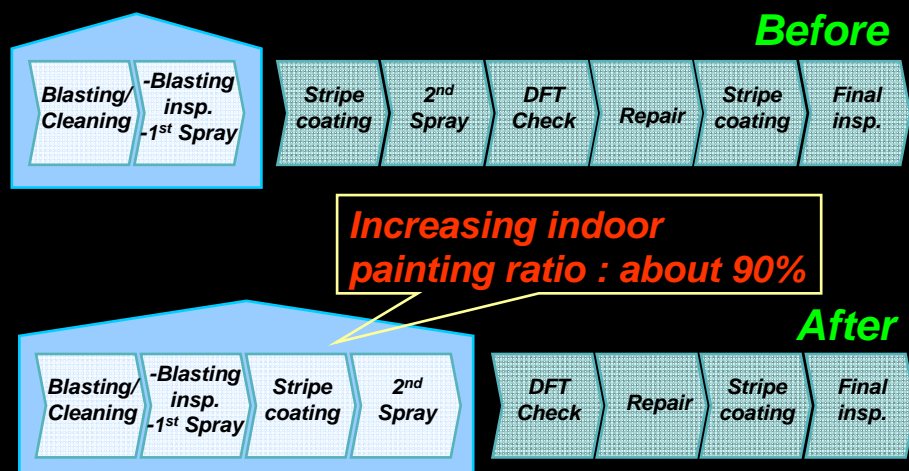 Before
Blasting/
Cleaning
-Blasting
insp.
-1st Spray
Stripe
coating
2nd
Spray
DFT
Check
Repair
Stripe
coating
Final
insp.
Increasing indoor
painting ratio : about 90%
After
Blasting/
Cleaning
-Blasting
insp.
-1st Spray
Stripe
coating
2nd
Spray
DFT
Check
Repair
Stripe
coating
Final
insp.